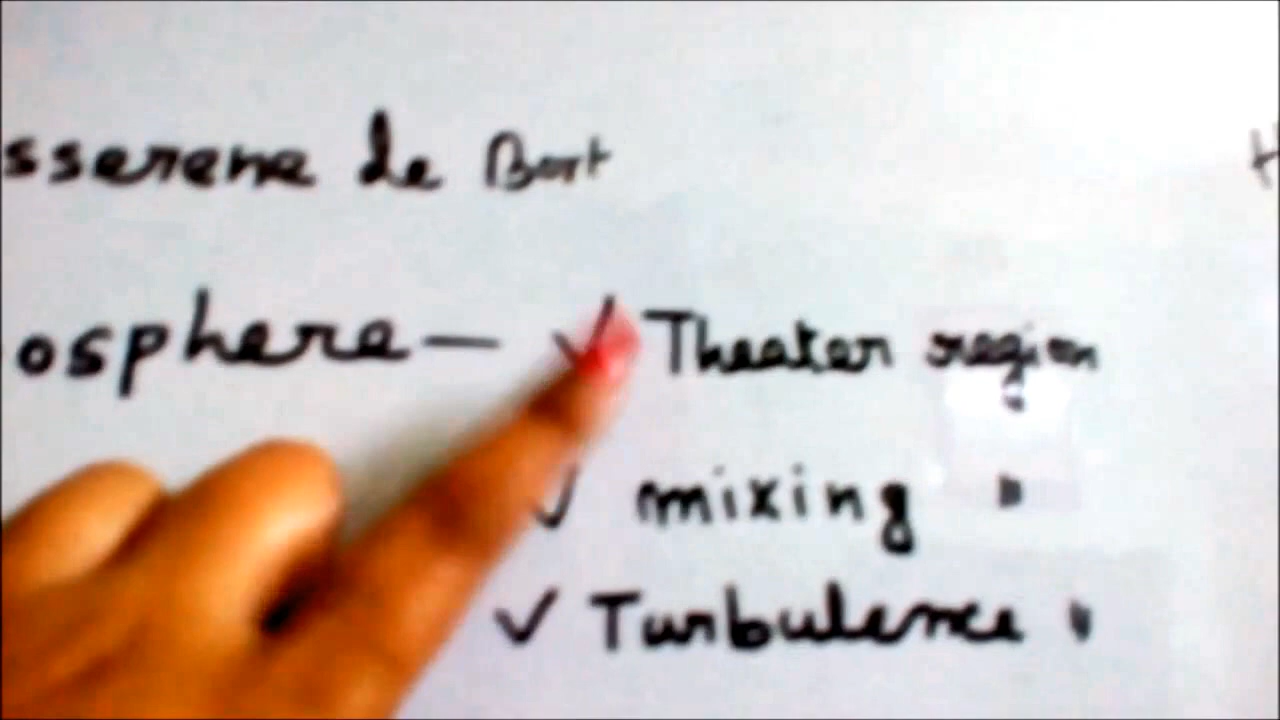 sserene de Bort
H
osphere — ✓ Theater region
✓ mixing "
✓ Turbulence "